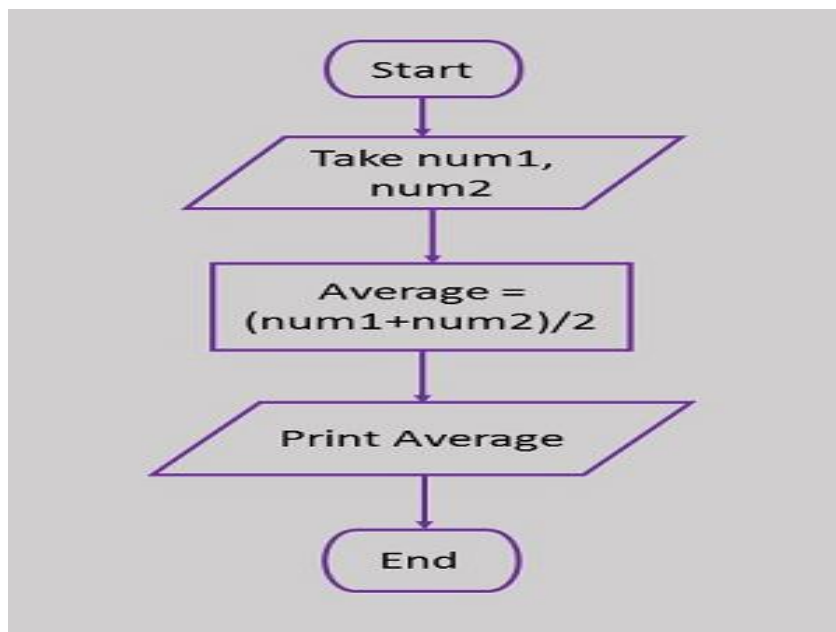 Start
Take num1,
num2
Average =
(num1+num2)/2
Print Average
End